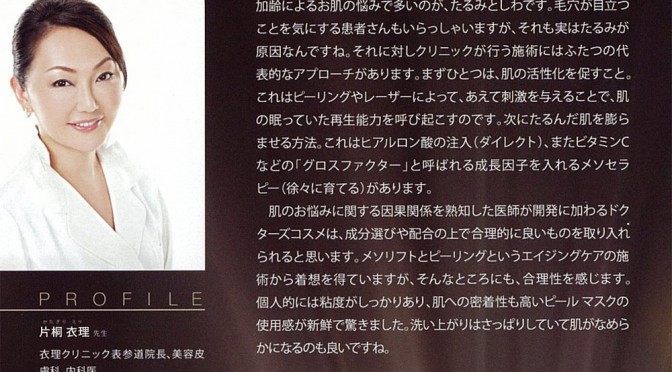 加齢によるお肌の悩みで多いのが、たるみとしわです。毛穴が目立つ
ことを気にする患者さんもいらっしゃいますが、それも実はたるみが
原因なんですね。それに対しクリニックが行う施術にはふたつの代
表的なアプローチがあります。まずひとつは、肌の活性化を促すこと。
これはピーリングやレーザーによって、あえて刺激を与えることで、肌
の眠っていた再生能力を呼び起こすのです。次にたるんだ肌を膨ら
ませる方法。これはヒアルロン酸の注入(ダイレクト)、またビタミンC
などの「グロスファクター」と呼ばれる成長因子を入れるメソセラ
ピー(徐々に育てる)があります。
肌のお悩みに関する因果関係を熟知した医師が開発に加わるドク
ターズコスメは、成分選びや配合の上で合理的に良いものを取り入れ
られると思います。メソリフトとピーリングというエイジングケアの施
術から着想を得ていますが、そんなところにも、合理性を感じます。
個人的には粘度がしっかりあり、肌への密着性も高いピール マスクの
使用感が新鮮で驚きました。洗い上がりはさっぱりしていて肌がなめら
かになるのも良いですね。
PROFILE
かたぎり えり
片桐 衣理 先生
衣理クリニック表参道院長、美容皮
膚科、内科医